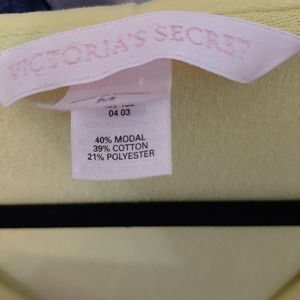 VICTORIA'S SECRET
04 03
40% MODAL
39% COTTON
21% POLYESTER